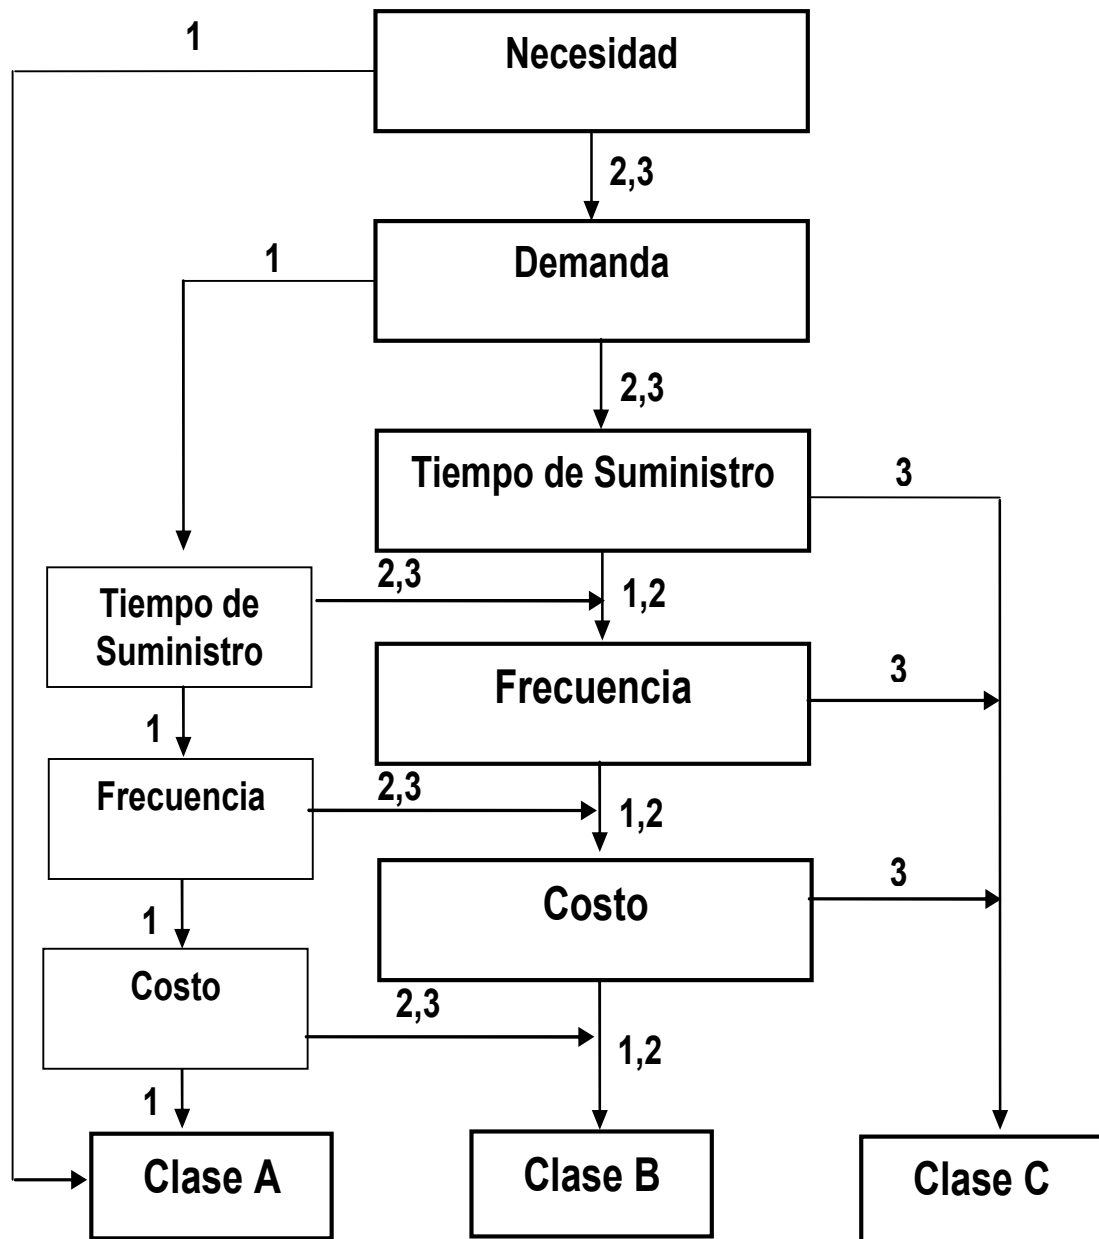 1
Necesidad
2,3
1
Demanda
2,3
Tiempo de Suministro
3
2,3
1,2
Tiempo de
Suministro
Frecuencia
3
1
Frecuencia
2,3
1,2
Costo
3
1
Costo
2,3
1,2
1
Clase A
Clase B
Clase C